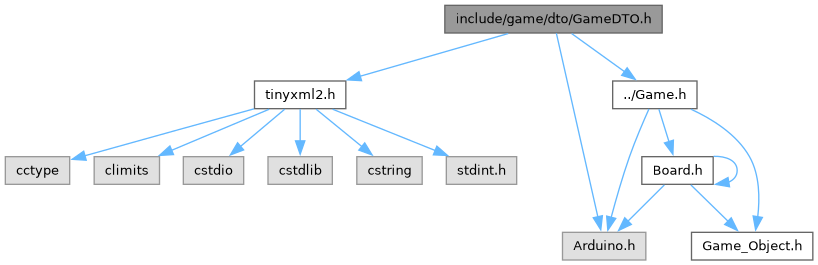 include/game/dto/GameDTO.h
tinyxml2.h
../Game.h
cctype
climits
cstdio
cstdlib
cstring
stdint.h
Board.h
Arduino.h
Game_Object.h